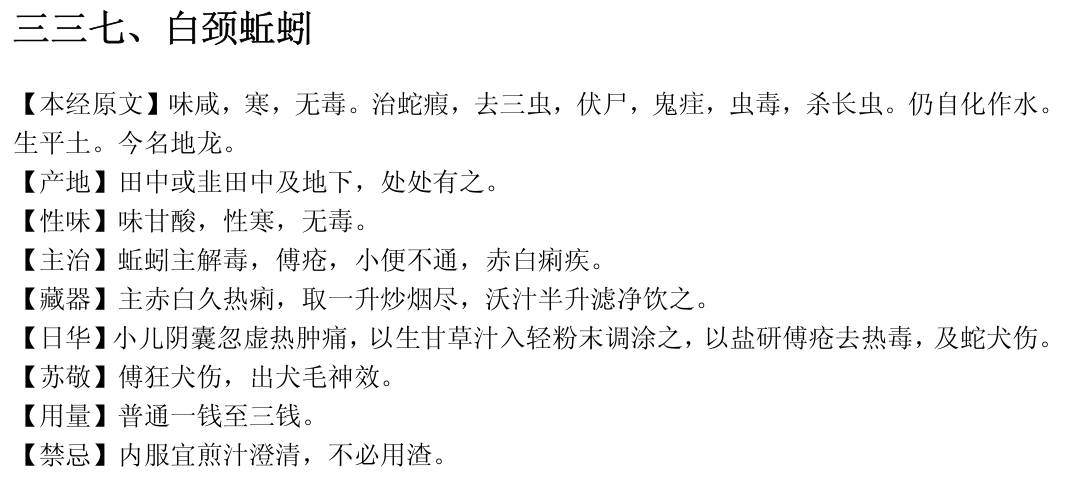 三三七、白颈蚯蚓
【本经原文】味咸，寒，无毒。治蛇瘕，去三虫，伏尸，鬼疰，虫毒，杀长虫。仍自化作水。
生平土。今名地龙。
【产地】田中或韭田中及地下，处处有之。
【性味】味甘酸，性寒，无毒。
【主治】蚯蚓主解毒，傅疮，小便不通，赤白痢疾。
【藏器】主赤白久热痢，取一升炒烟尽，沃汁半升滤净饮之。
【日华】小儿阴囊忽虚热肿痛，以生甘草汁入轻粉末调涂之，以盐研傅疮去热毒，及蛇犬伤。
【苏敬】傅狂犬伤，出犬毛神效。
【用量】普通一钱至三钱。
【禁忌】内服宜煎汁澄清，不必用渣。